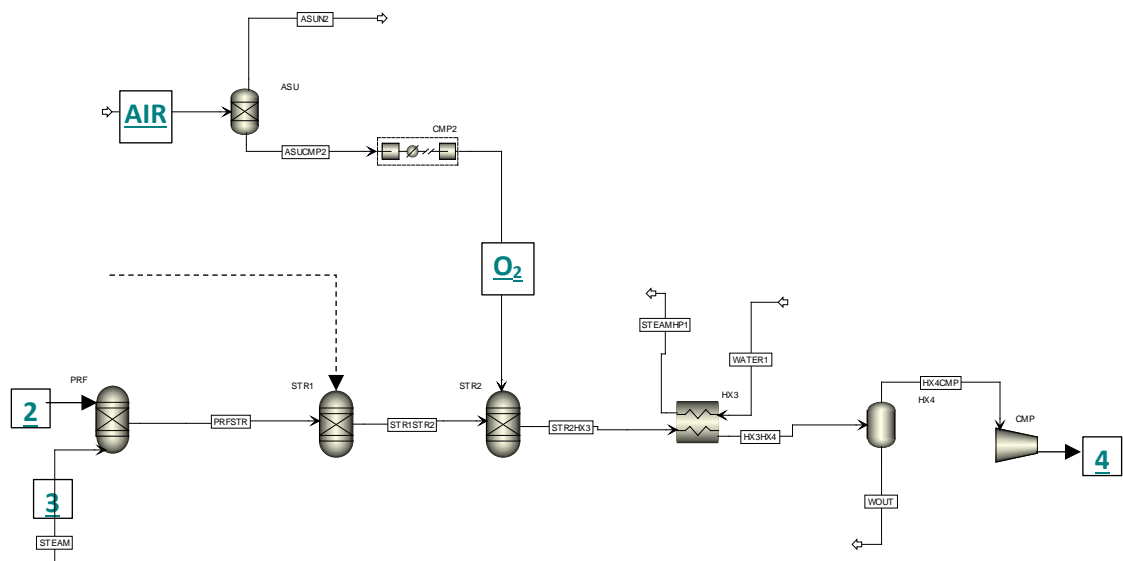 ASUN2
ASU
AIR
CMP2
ASUCMP2
O₂
STEAMHP1
WATER1
PRF
STR1
STR2
HX3
HX4CMP
HX4
CMP
2
PRFSTR
STR1STR2
STR2HX3
HX3HX4
4
3
WOUT
STEAM